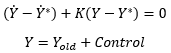 (Ẏ − Ẏ*) + K(Y − Y*) = 0
Y = Y_old + Control